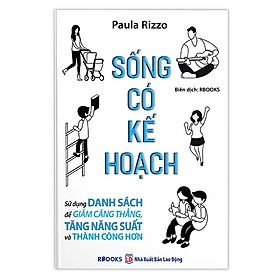 Paula Rizzo
SỐNG
Biên dịch: RBOOKS
CÓ
KẾ
HOẠCH
Sử dụng DANH SÁCH
để GIẢM CĂNG THẲNG,
TĂNG NĂNG SUẤT
và THÀNH CÔNG HƠN
RBOOKS Nhà Xuất Bản Lao Động